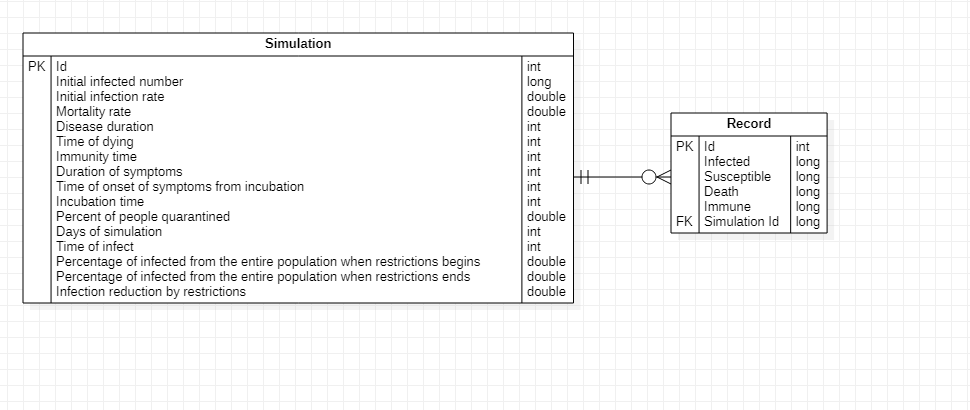 Simulation
PK Id int
Initial infected number long
Initial infection rate double
Mortality rate double
Disease duration int
Time of dying int
Immunity time int
Duration of symptoms int
Time of onset of symptoms from incubation int
Incubation time int
Percent of people quarantined double
Days of simulation int
Time of infect int
Percentage of infected from the entire population when restrictions begins double
Percentage of infected from the entire population when restrictions ends double
Infection reduction by restrictions double
Record
PK Id int
Infected long
Susceptible long
Death long
Immune long
FK Simulation Id long